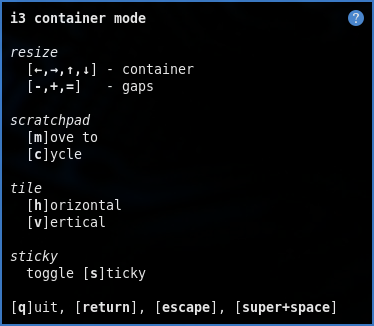 i3 container mode ?
resize
[←,→,↑,↓] - container
[-,+,=] - gaps
scratchpad
[m]ove to
[c]ycle
tile
[h]orizontal
[v]ertical
sticky
toggle [s]ticky
[q]uit, [return], [escape], [super+space]